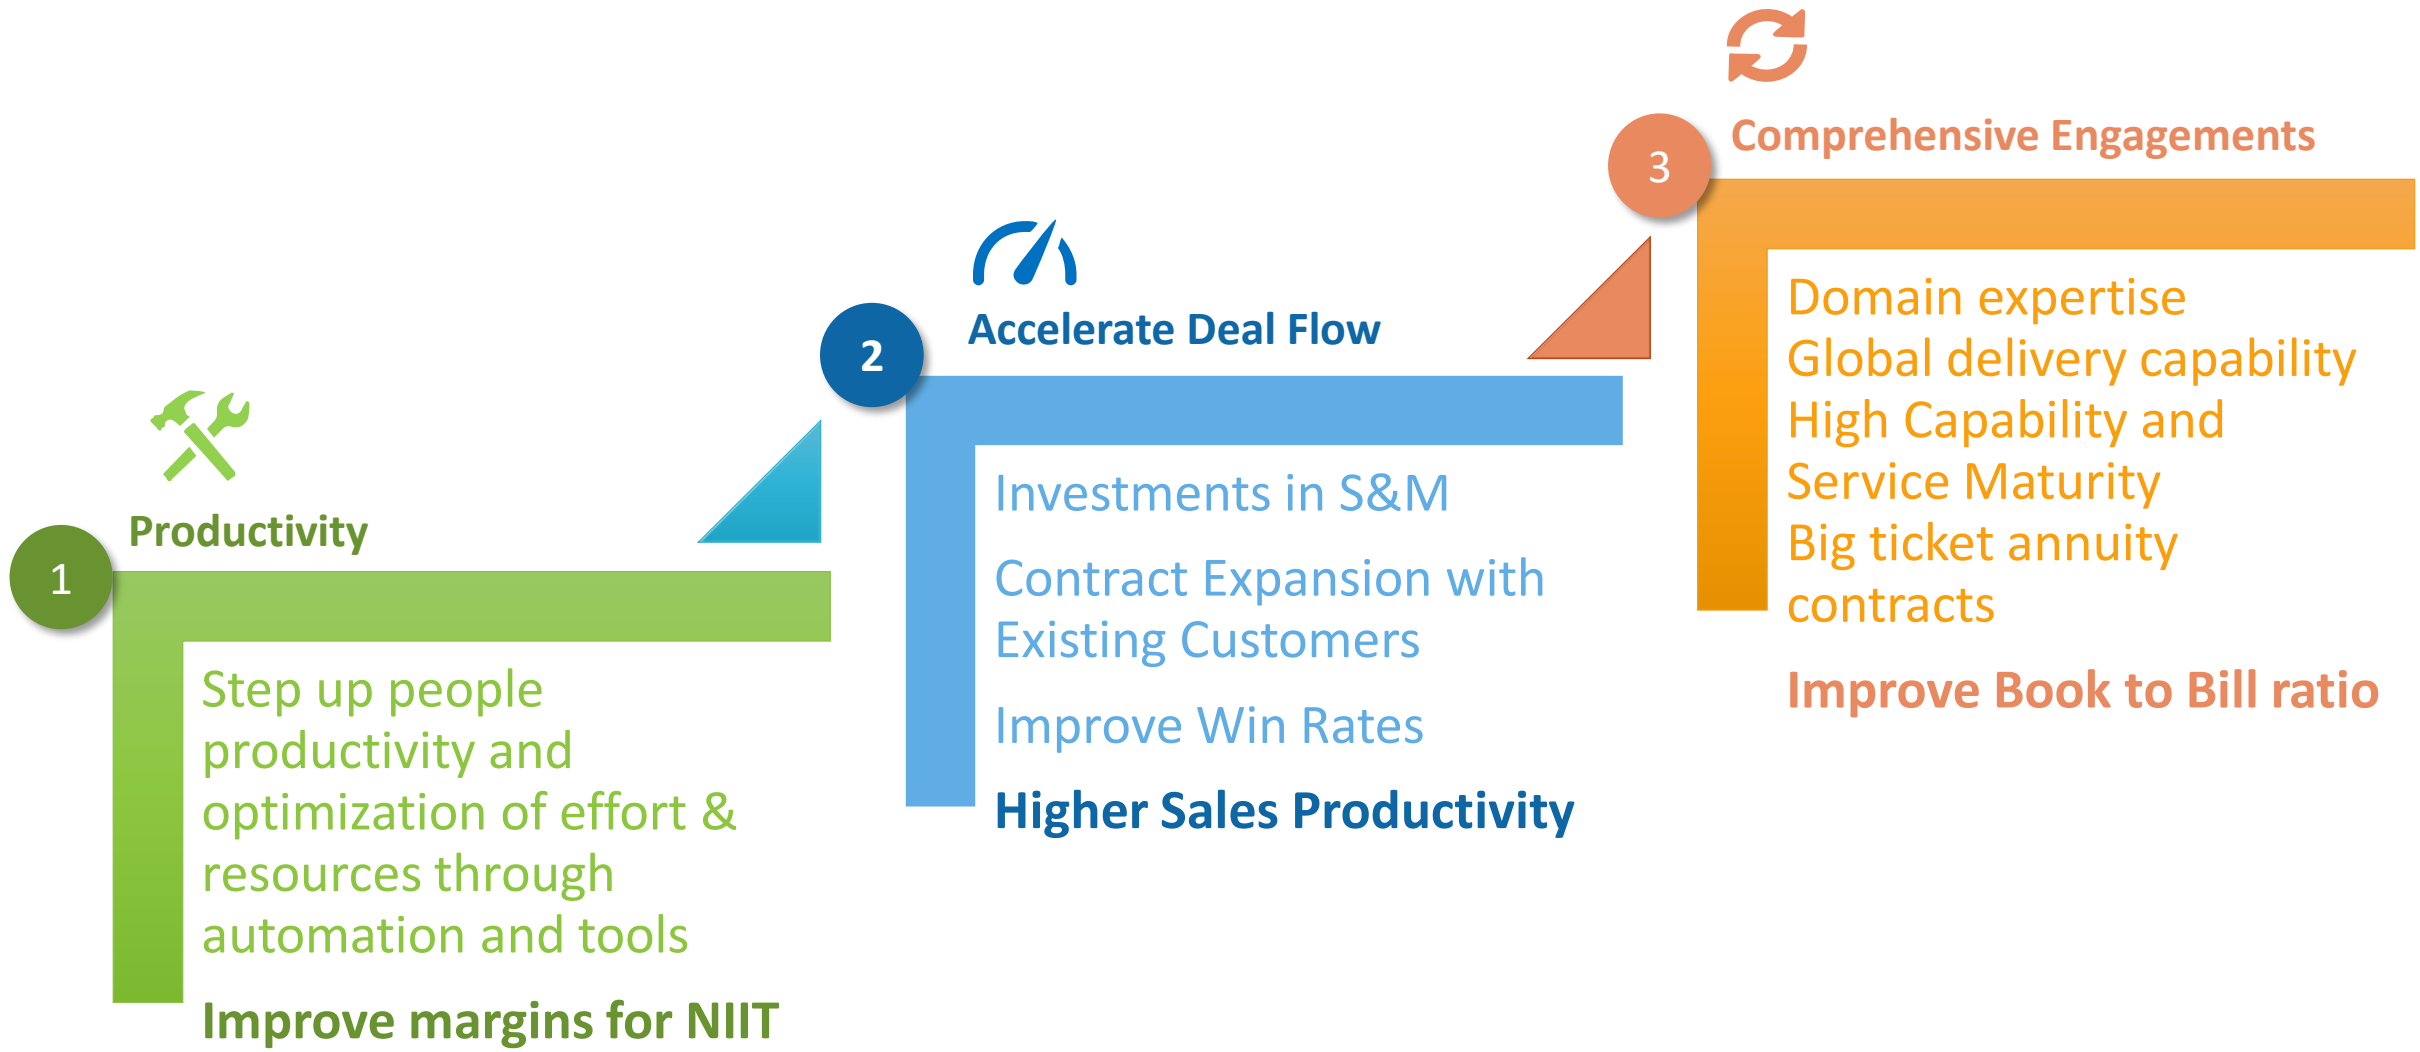 1
Productivity
Step up people
productivity and
optimization of effort &
resources through
automation and tools
Improve margins for NIIT
2
Accelerate Deal Flow
Investments in S&M
Contract Expansion with
Existing Customers
Improve Win Rates
Higher Sales Productivity
3
Comprehensive Engagements
Domain expertise
Global delivery capability
High Capability and
Service Maturity
Big ticket annuity
contracts
Improve Book to Bill ratio